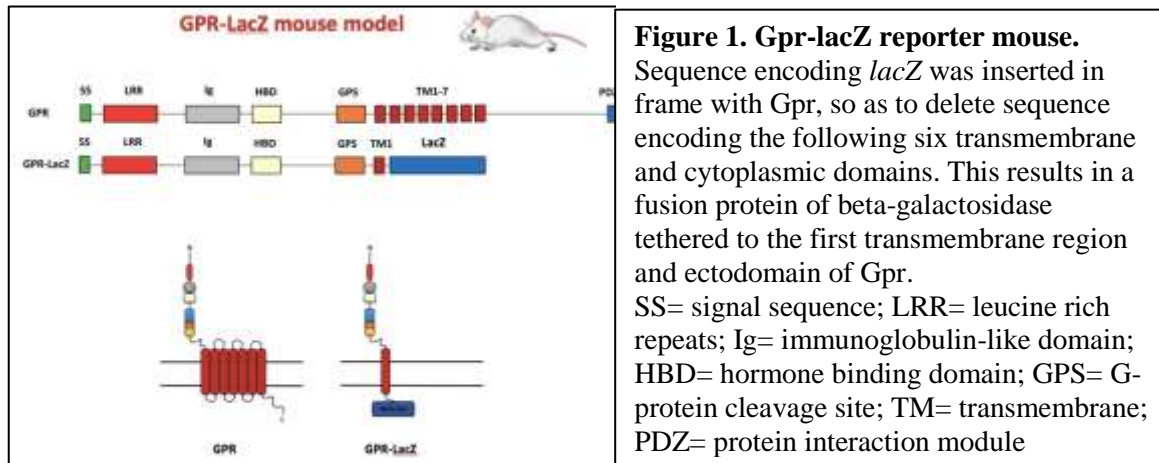 GPR-LacZ mouse model
SS LRR Ig HBD GPS TM1-7 PD
GPR
SS LRR Ig HBD GPS TM1 LacZ
GPR-LacZ
GPR GPR-LacZ
Figure 1. Gpr-lacZ reporter mouse.
Sequence encoding lacZ was inserted in
frame with Gpr, so as to delete sequence
encoding the following six transmembrane
and cytoplasmic domains. This results in a
fusion protein of beta-galactosidase
tethered to the first transmembrane region
and ectodomain of Gpr.
SS= signal sequence; LRR= leucine rich
repeats; Ig= immunoglobulin-like domain;
HBD= hormone binding domain; GPS= G-
protein cleavage site; TM= transmembrane;
PDZ= protein interaction module